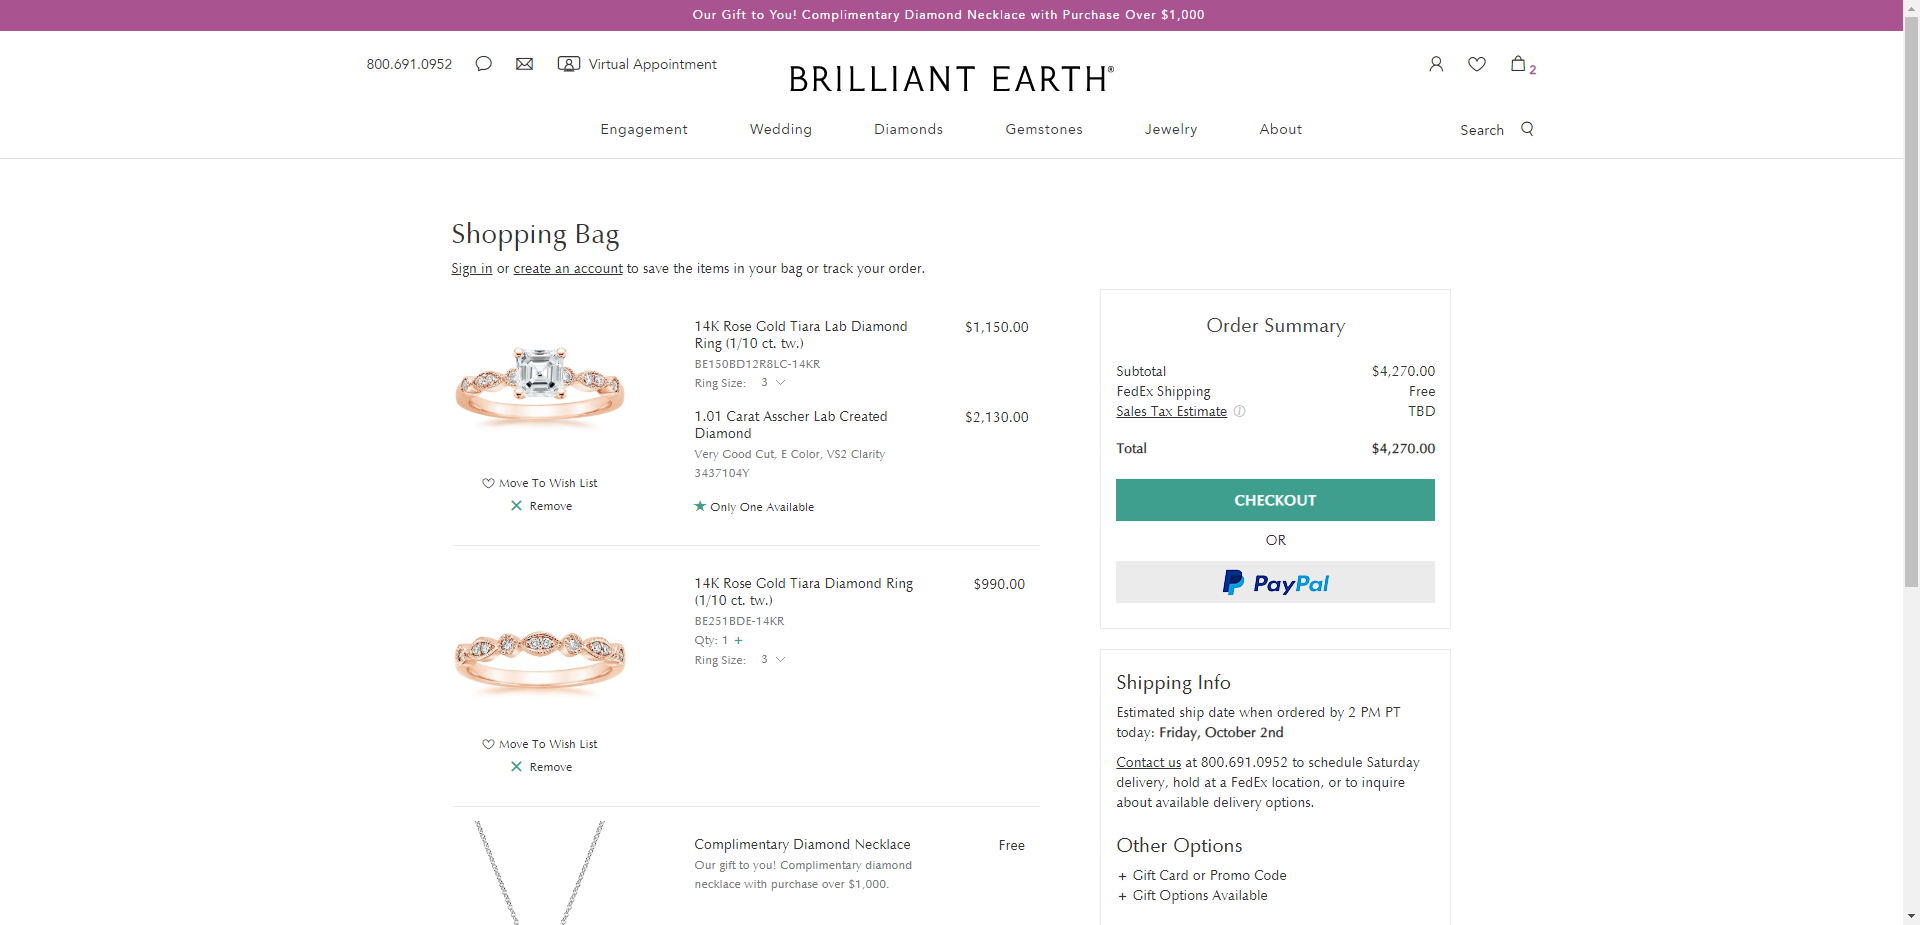 Our Gift to You! Complimentary Diamond Necklace with Purchase Over $1,000
800.691.0952
Virtual Appointment
BRILLIANT EARTH®
2
Engagement
Wedding
Diamonds
Gemstones
Jewelry
About
Search
Shopping Bag
Sign in or create an account to save the items in your bag or track your order.
14K Rose Gold Tiara Lab Diamond
Ring (1/10 ct. tw.)
$1,150.00
BE150BD12R8LC-14KR
Ring Size: 3
1.01 Carat Asscher Lab Created
Diamond
$2,130.00
Very Good Cut, E Color, VS2 Clarity
3437104Y
★ Only One Available
Move To Wish List
Remove
14K Rose Gold Tiara Diamond Ring
(1/10 ct. tw.)
$990.00
BE251BDE-14KR
Qty: 1 +
Ring Size: 3
Move To Wish List
Remove
Complimentary Diamond Necklace
Free
Our gift to you! Complimentary diamond
necklace with purchase over $1,000.
Order Summary
Subtotal $4,270.00
FedEx Shipping Free
Sales Tax Estimate TBD
Total $4,270.00
CHECKOUT
OR
PayPal
Shipping Info
Estimated ship date when ordered by 2 PM PT
today: Friday, October 2nd
Contact us at 800.691.0952 to schedule Saturday
delivery, hold at a FedEx location, or to inquire
about available delivery options.
Other Options
+ Gift Card or Promo Code
+ Gift Options Available